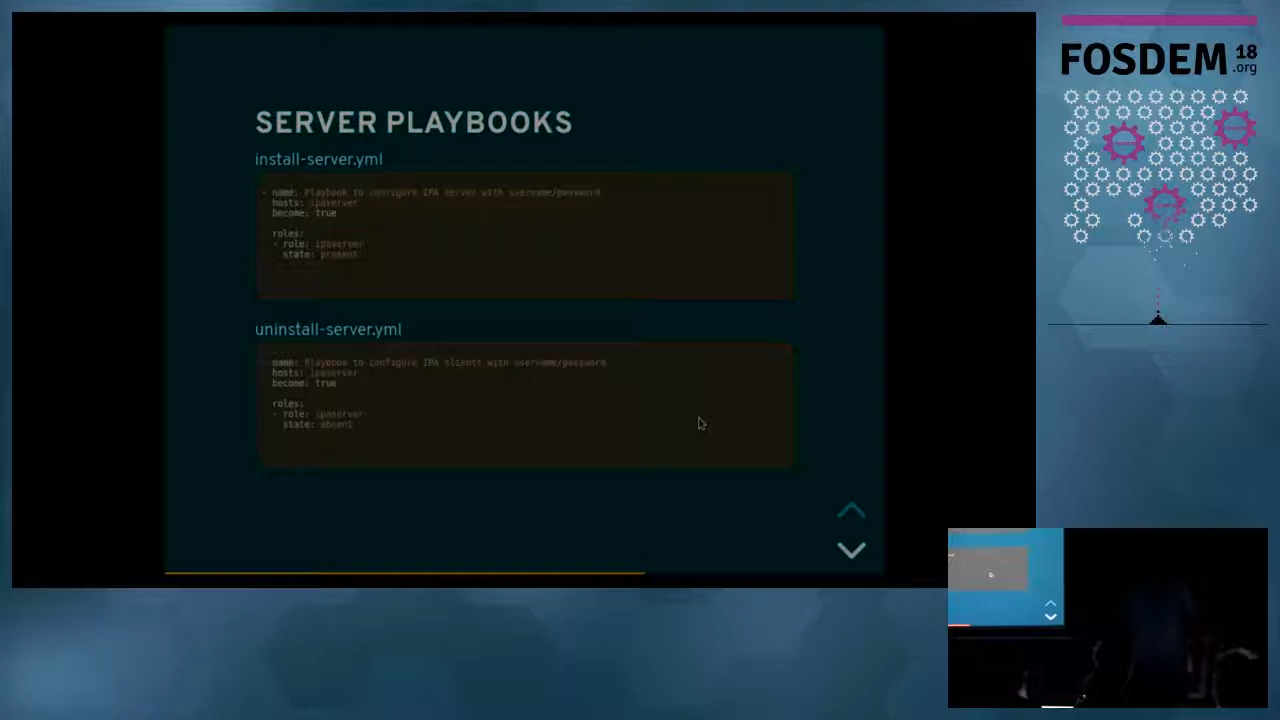 SERVER PLAYBOOKS
install-server.yml
- name: Playbook to configure IPA server with username/password
hosts: ipaserver
become: true
roles:
- role: ipaserver
state: present
uninstall-server.yml
name: Playbook to configure IPA clients with username/password
hosts: ipaserver
become: true
roles:
- role: ipaserver
state: absent
FOSDEM 18
.org